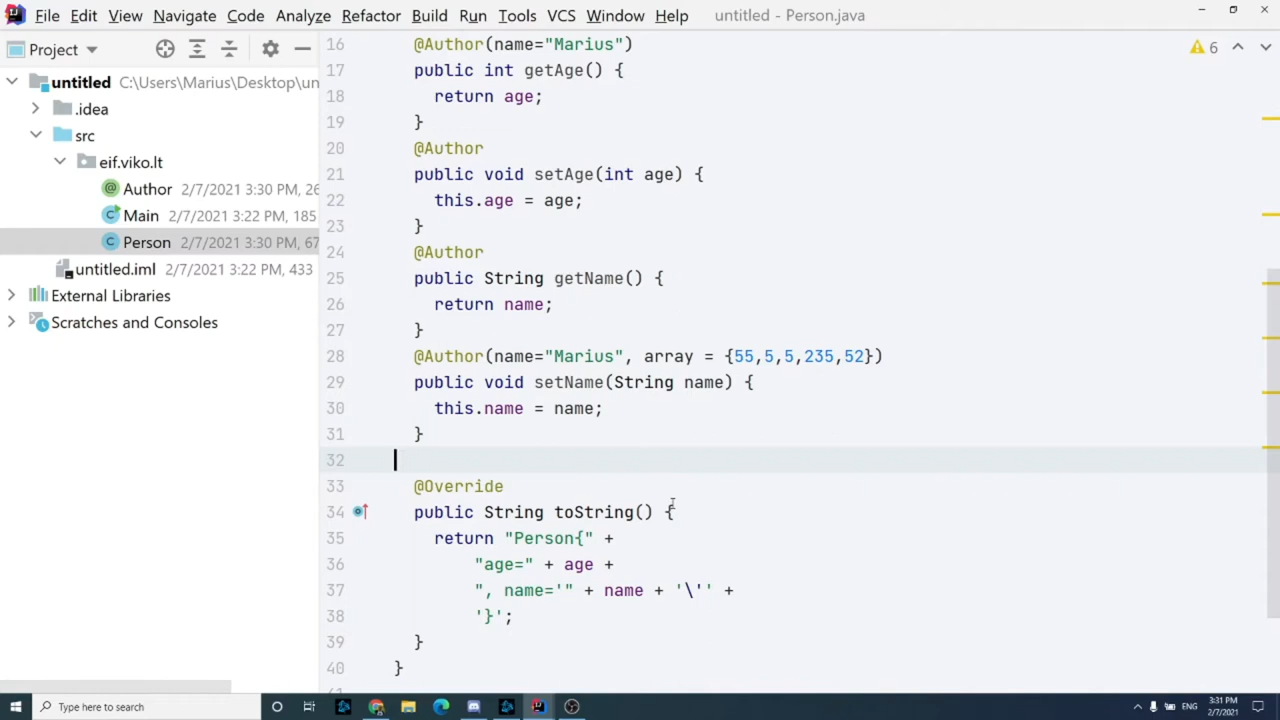 File Edit View Navigate Code Analyze Refactor Build Run Tools VCS Window Help untitled - Person.java
Project
untitled C:\Users\Marius\Desktop\un
.idea
src
eif.viko.lt
Author 2/7/2021 3:30 PM, 26
Main 2/7/2021 3:22 PM, 185
Person 2/7/2021 3:30 PM, 67
untitled.iml 2/7/2021 3:22 PM, 433
External Libraries
Scratches and Consoles
6
16 @Author(name="Marius")
17 public int getAge() {
18 return age;
19 }
20 @Author
21 public void setAge(int age) {
22 this.age = age;
23 }
24 @Author
25 public String getName() {
26 return name;
27 }
28 @Author(name="Marius", array = {55,5,5,235,52})
29 public void setName(String name) {
30 this.name = name;
31 }
32
33 @Override
34 public String toString() {
35 return "Person{" +
36 "age=" + age +
37 ", name='" + name + '\'' +
38 '}';
39 }
40 }
Type here to search
ENG
3:31 PM
2/7/2021